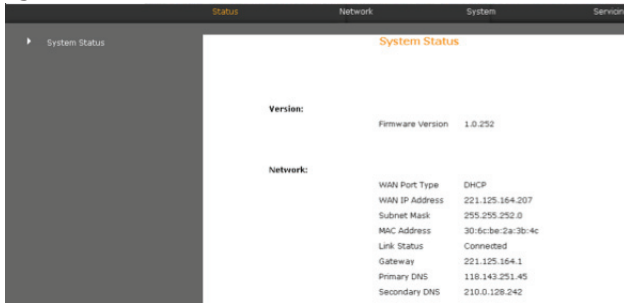 Status Network System
System Status
System Status
Version:
Firmware Version 1.0.252
Network:
WAN Port Type DHCP
WAN IP Address 221.125.164.207
Subnet Mask 255.255.252.0
MAC Address 30:6c:be:2a:3b:4c
Link Status Connected
Gateway 221.125.164.1
Primary DNS 118.143.251.45
Secondary DNS 210.0.128.242